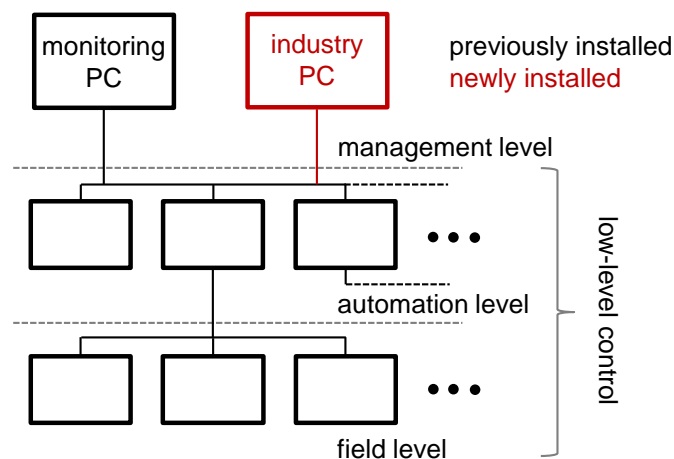 monitoring
PC
industry
PC
previously installed
newly installed
management level
automation level
field level
low-level control